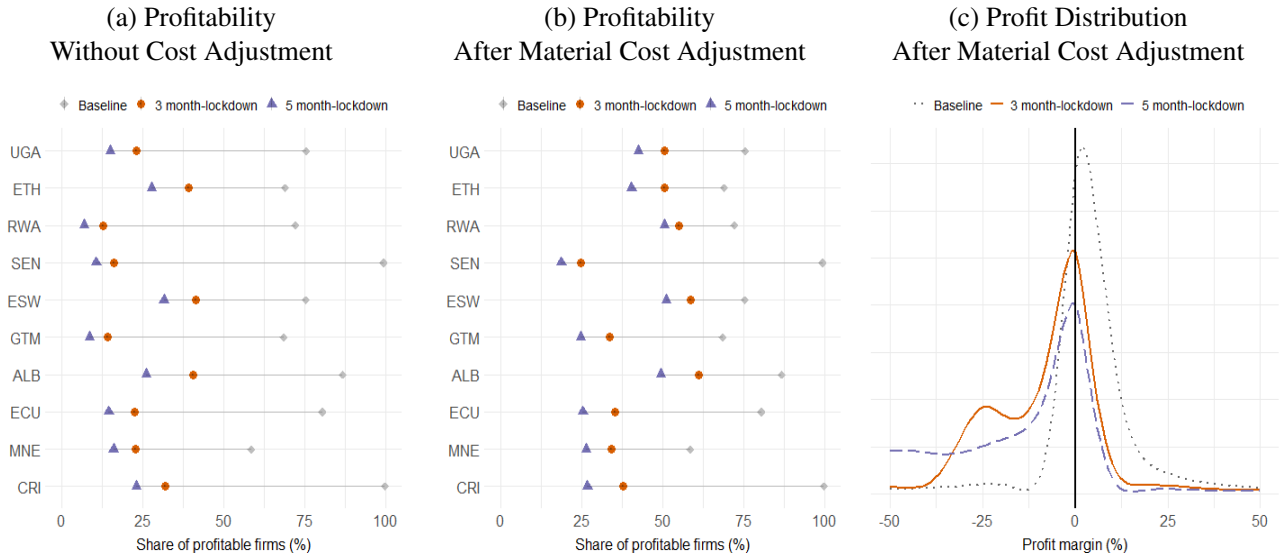 (a) Profitability
Without Cost Adjustment
Baseline 3 month-lockdown 5 month-lockdown
UGA
ETH
RWA
SEN
ESW
GTM
ALB
ECU
MNE
CRI
0 25 50 75 100
Share of profitable firms (%)
(b) Profitability
After Material Cost Adjustment
Baseline 3 month-lockdown 5 month-lockdown
UGA
ETH
RWA
SEN
ESW
GTM
ALB
ECU
MNE
CRI
0 25 50 75 100
Share of profitable firms (%)
(c) Profit Distribution
After Material Cost Adjustment
Baseline 3 month-lockdown 5 month-lockdown
-50 -25 0 25 50
Profit margin (%)